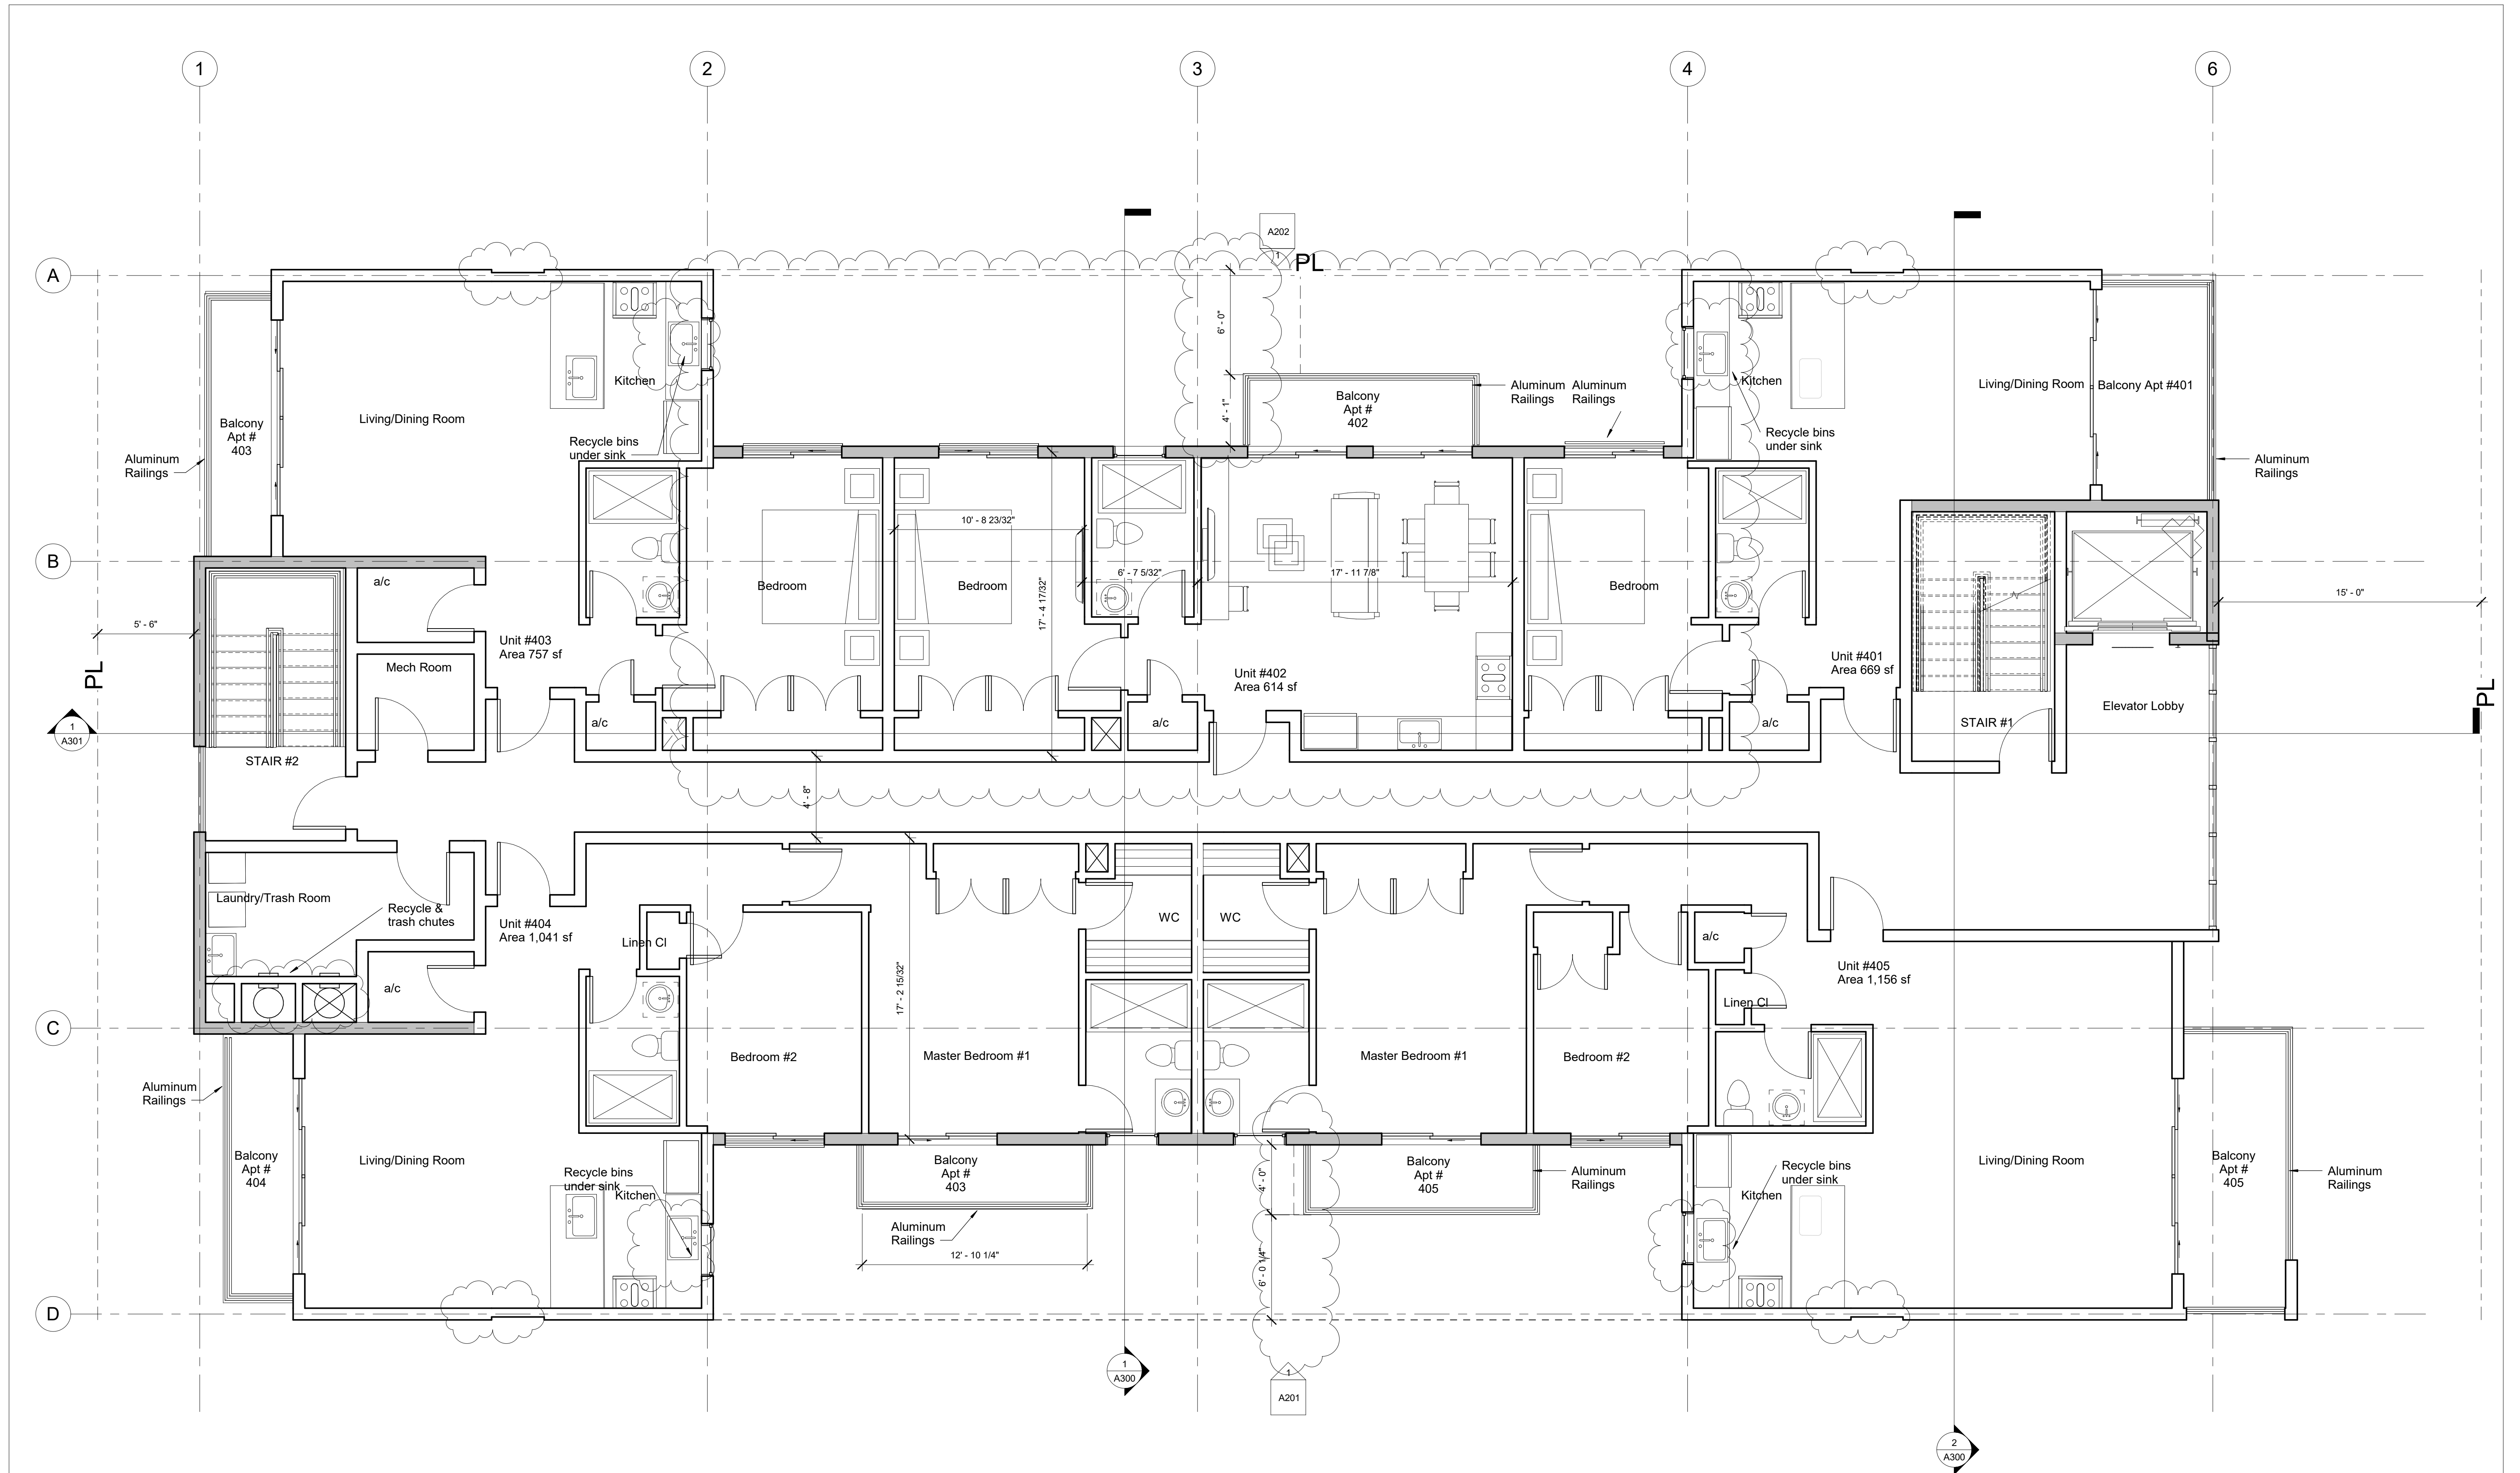 1
2
3
4
6
A202
1
PL
A
6' - 0"
Kitchen
Living/Dining Room
Balcony
Apt #
403
Recycle bins
under sink
Aluminum
Railings
4' - 1"
Balcony
Apt #
402
Aluminum
Railings
Aluminum
Railings
Kitchen
Living/Dining Room
Balcony Apt #401
Recycle bins
under sink
Aluminum
Railings
B
a/c
10' - 8 23/32"
6' - 7 5/32"
17' - 11 7/8"
Bedroom
Bedroom
17' - 4 17/32"
Bedroom
15' - 0"
5' - 6"
Unit #403
Area 757 sf
Mech Room
Unit #402
Area 614 sf
Unit #401
Area 669 sf
PL
PL
1
A301
a/c
a/c
a/c
STAIR #1
Elevator Lobby
STAIR #2
4' - 8"
Laundry/Trash Room
Recycle &
trash chutes
Unit #404
Area 1,041 sf
Linen Cl
WC
WC
a/c
Unit #405
Area 1,156 sf
17' - 2 15/32"
a/c
Linen Cl
C
Bedroom #2
Master Bedroom #1
Master Bedroom #1
Bedroom #2
Aluminum
Railings
Balcony
Apt #
404
Living/Dining Room
Recycle bins
under sink
Kitchen
Balcony
Apt #
403
Aluminum
Railings
12' - 10 1/4"
4' - 0"
6' - 0 1/4"
Balcony
Apt #
405
Aluminum
Railings
Recycle bins
under sink
Kitchen
Living/Dining Room
Balcony
Apt #
405
Aluminum
Railings
D
1
A300
1
A201
2
A300